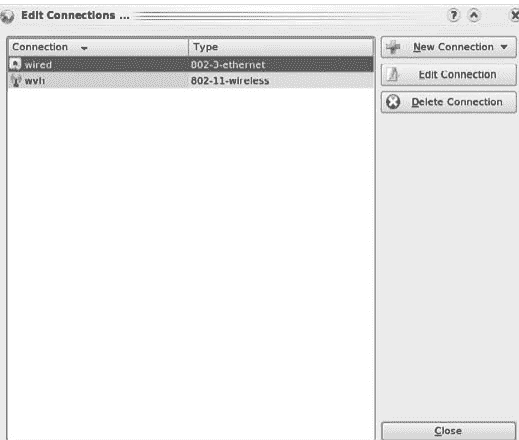 Edit Connections ...
Connection Type
wired 802-3-ethernet
wvh 802-11-wireless
New Connection
Edit Connection
Delete Connection
Close